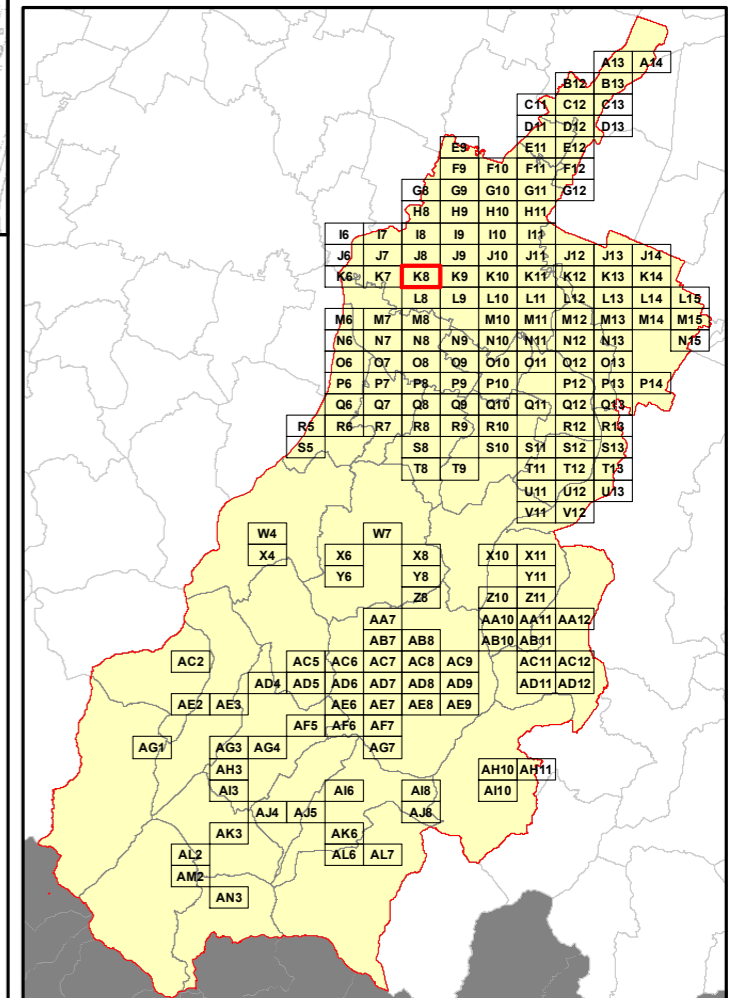 A13 A14
B12 B13
C11 C12 C13
D11 D12 D13
E9 E11 E12
F9 F10 F11 F12
G8 G9 G10 G11 G12
H8 H9 H10 H11
I6 I7 I8 I9 I10 I11
J6 J7 J8 J9 J10 J11 J12 J13 J14
K6 K7 K8 K9 K10 K11 K12 K13 K14
L8 L9 L10 L11 L12 L13 L14 L15
M6 M7 M8 M10 M11 M12 M13 M14 M15
N6 N7 N8 N9 N10 N11 N12 N13 N15
O6 O7 O8 O9 O10 O11 O12 O13
P6 P7 P8 P9 P10 P12 P13 P14
Q6 Q7 Q8 Q9 Q10 Q11 Q12 Q13
R5 R6 R7 R8 R9 R10 R12 R13
S5 S8 S10 S11 S12 S13
T8 T9 T11 T12 T13
U11 U12 U13
V11 V12
W4 W7
X4 X6 X8 X10 X11
Y6 Y8 Y11
Z8 Z10 Z11
AA7 AA10 AA11 AA12
AB7 AB8 AB10 AB11
AC2 AC5 AC6 AC7 AC8 AC9 AC11 AC12
AD4 AD5 AD6 AD7 AD8 AD9 AD11 AD12
AE2 AE3 AE6 AE7 AE8 AE9
AF5 AF6 AF7
AG1 AG3 AG4 AG7
AH3 AH10 AH11
AI3 AI6 AI8 AI10
AJ4 AJ5 AJ8
AK3 AK6
AL2 AL6 AL7
AM2
AN3